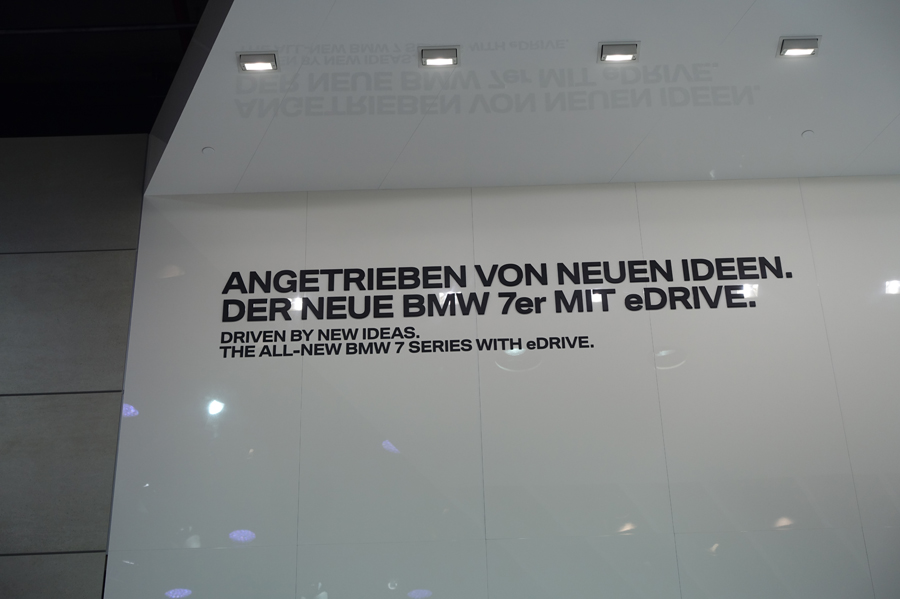 ANGETRIEBEN VON NEUEN IDEEN.
DER NEUE BMW 7er MIT eDRIVE.
DRIVEN BY NEW IDEAS.
THE ALL-NEW BMW 7 SERIES WITH eDRIVE.